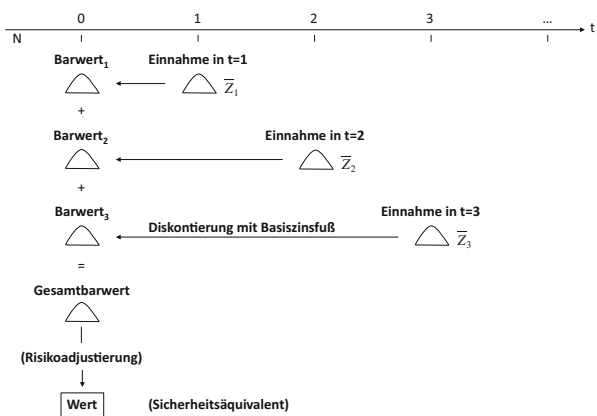 0 1 2 3 ...
N t
Barwert₁ Einnahme in t=1
Z̅₁
+
Barwert₂ Einnahme in t=2
Z̅₂
+
Barwert₃ Diskontierung mit Basiszinsfuß Einnahme in t=3
Z̅₃
=
Gesamtbarwert
(Risikoadjustierung)
Wert (Sicherheitsäquivalent)